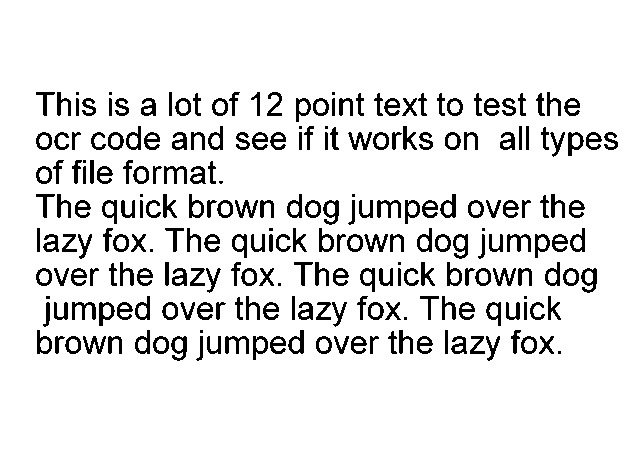 This is a lot of 12 point text to test the
ocr code and see if it works on  all types
of file format.
The quick brown dog jumped over the
lazy fox. The quick brown dog jumped
over the lazy fox. The quick brown dog
 jumped over the lazy fox. The quick
brown dog jumped over the lazy fox.